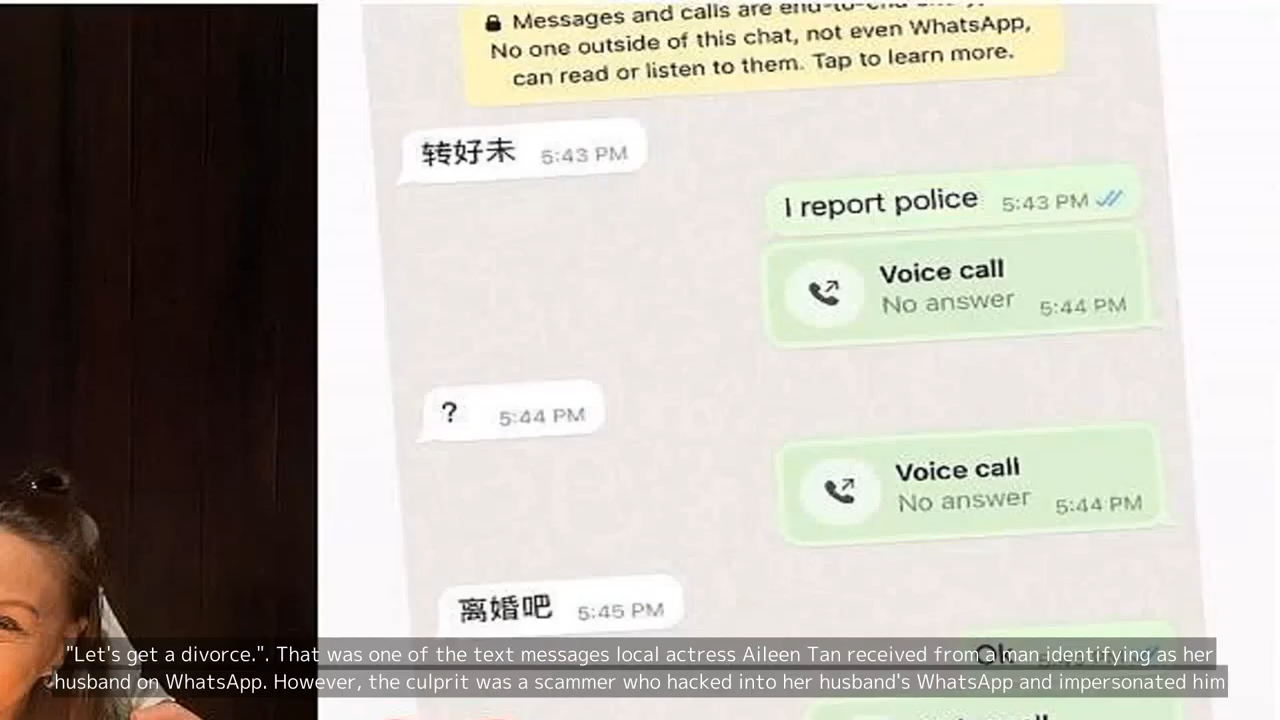 Messages and calls are end-to-end
No one outside of this chat, not even WhatsApp,
can read or listen to them. Tap to learn more.
转好未 5:43 PM
I report police 5:43 PM
Voice call
No answer 5:44 PM
? 5:44 PM
Voice call
No answer 5:44 PM
离婚吧 5:45 PM
Ok
"Let's get a divorce.". That was one of the text messages local actress Aileen Tan received from a man identifying as her
husband on WhatsApp. However, the culprit was a scammer who hacked into her husband's WhatsApp and impersonated him